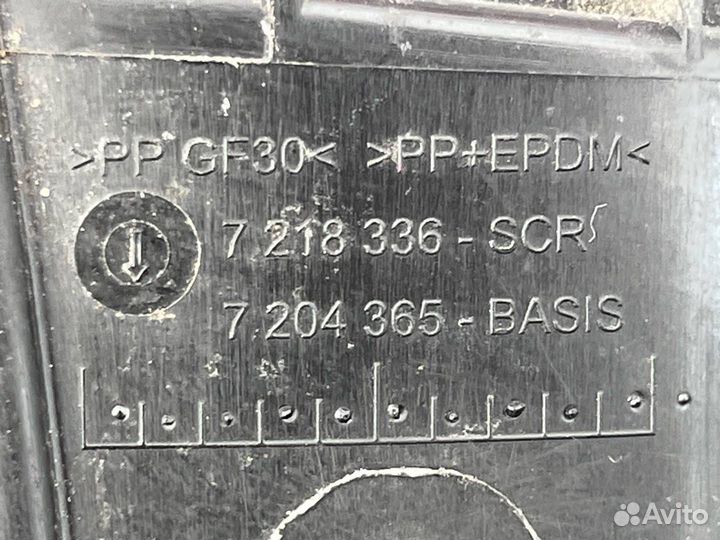 >PP GF30< >PP+EPDM<
7 218 336 - SCR
7 204 365 - BASIS
Avito